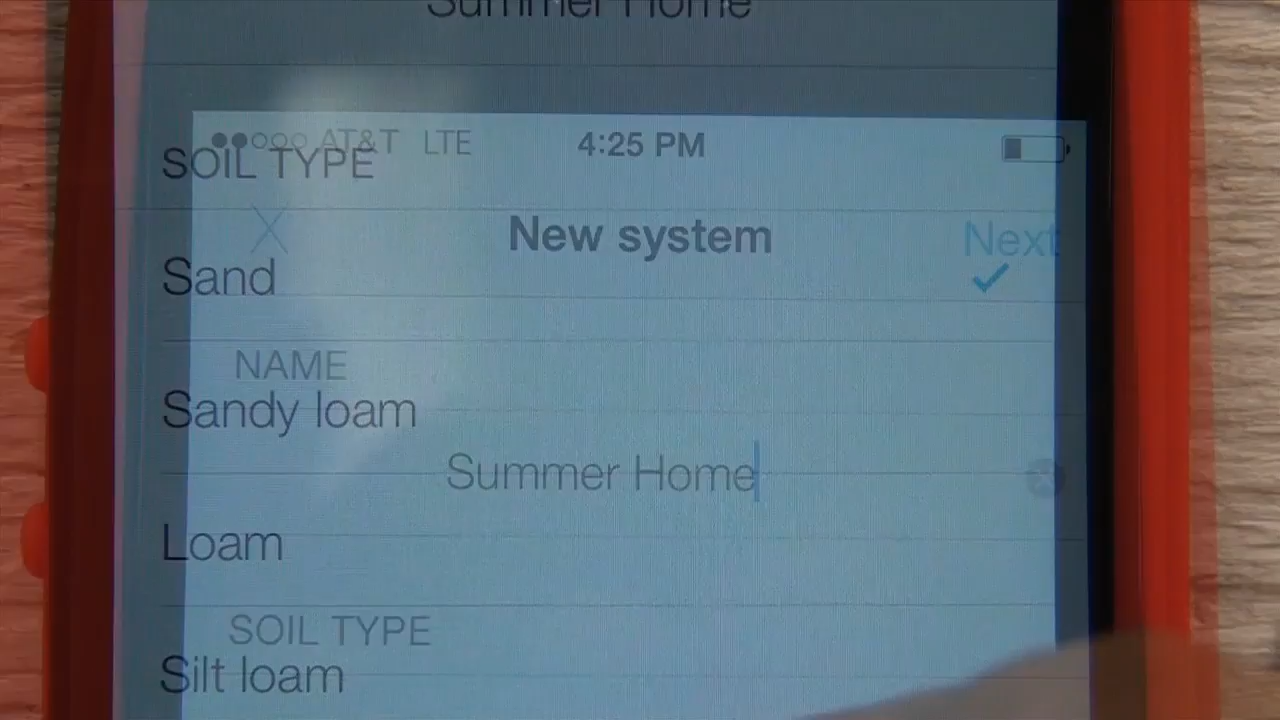 Summer Home
AT&T LTE 4:25 PM
SOIL TYPE
X New system Next
Sand
NAME
Sandy loam
Summer Home
Loam
SOIL TYPE
Silt loam